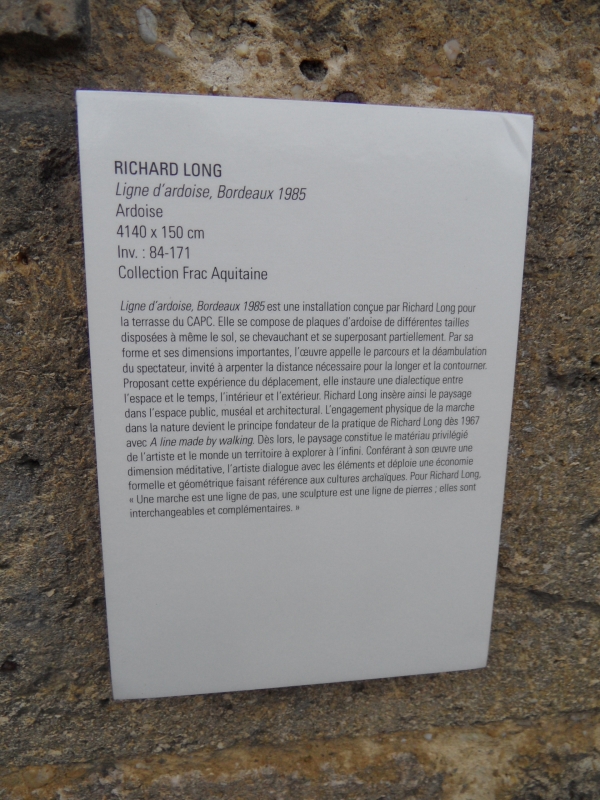 RICHARD LONG
Ligne d'ardoise, Bordeaux 1985
Ardoise
4140 x 150 cm
Inv. : 84-171
Collection Frac Aquitaine
Ligne d'ardoise, Bordeaux 1985 est une installation conçue par Richard Long pour
la terrasse du CAPC. Elle se compose de plaques d'ardoise de différentes tailles
disposées à même le sol, se chevauchant et se superposant partiellement. Par sa
forme et ses dimensions importantes, l'œuvre appelle le parcours et la déambulation
du spectateur, invité à arpenter la distance nécessaire pour la longer et la contourner.
Proposant cette expérience du déplacement, elle instaure une dialectique entre
l'espace et le temps, l'intérieur et l'extérieur. Richard Long insère ainsi le paysage
dans l'espace public, muséal et architectural. L'engagement physique de la marche
dans la nature devient le principe fondateur de la pratique de Richard Long dès 1967
avec A line made by walking. Dès lors, le paysage constitue le matériau privilégié
de l'artiste et le monde un territoire à explorer à l'infini. Conférant à son œuvre une
dimension méditative, l'artiste dialogue avec les éléments et déploie une économie
formelle et géométrique faisant référence aux cultures archaïques. Pour Richard Long,
« Une marche est une ligne de pas, une sculpture est une ligne de pierres ; elles sont
interchangeables et complémentaires. »